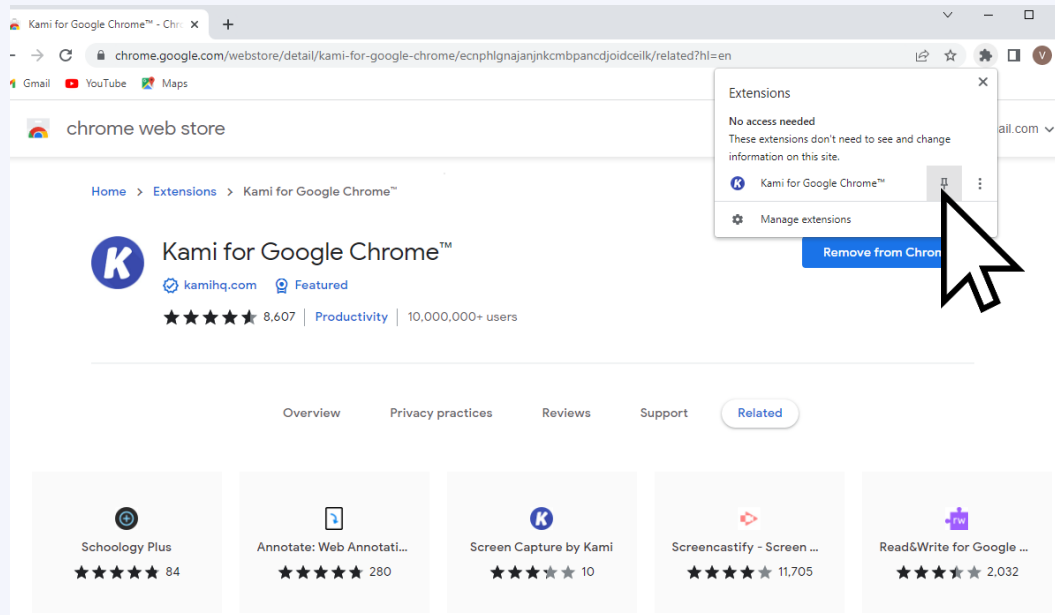 Kami for Google Chrome™ - Chr
chrome.google.com/webstore/detail/kami-for-google-chrome/ecnphlgnajanjnkcmbpancdjoidceilk/related?hl=en
V
Gmail YouTube Maps
Extensions
No access needed
These extensions don't need to see and change
information on this site.
Kami for Google Chrome™
Manage extensions
chrome web store
ail.com
Home > Extensions > Kami for Google Chrome™
K Kami for Google Chrome™
Remove from Chrom
kamihq.com Featured
8,607 Productivity 10,000,000+ users
Overview Privacy practices Reviews Support Related
Schoology Plus
84
Annotate: Web Annotati...
280
K
Screen Capture by Kami
10
Screencastify - Screen ...
11,705
rw
Read&Write for Google ...
2,032